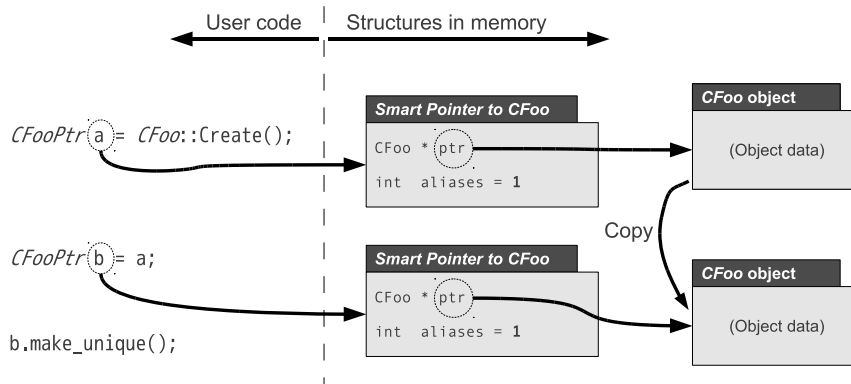 User code
Structures in memory
CFooPtr a = CFoo::Create();
Smart Pointer to CFoo
CFoo * ptr
int aliases = 1
CFoo object
(Object data)
Copy
CFooPtr b = a;
b.make_unique();
Smart Pointer to CFoo
CFoo * ptr
int aliases = 1
CFoo object
(Object data)